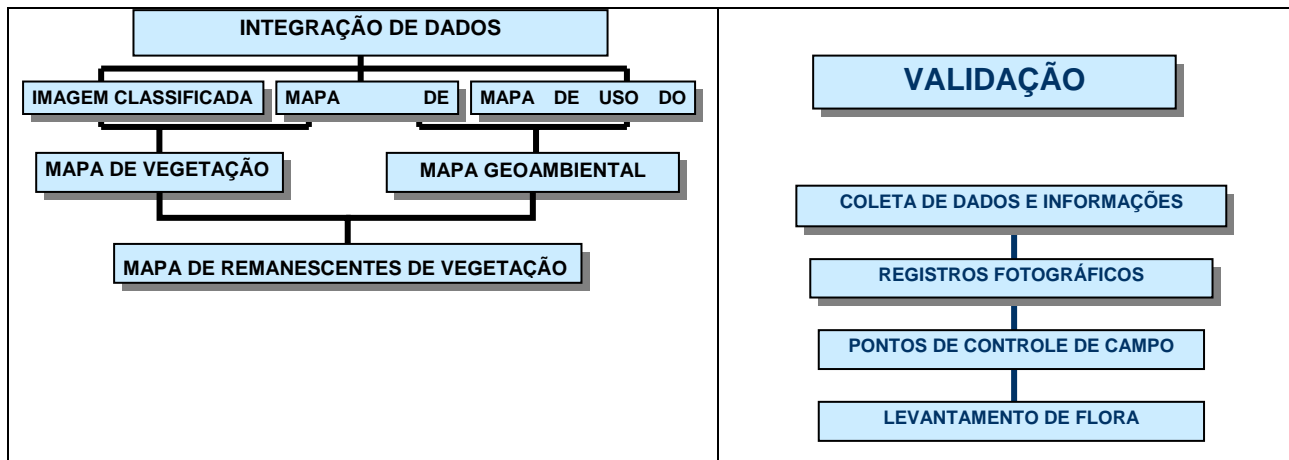 INTEGRAÇÃO DE DADOS
IMAGEM CLASSIFICADA
MAPA DE
MAPA DE USO DO
MAPA DE VEGETAÇÃO
MAPA GEOAMBIENTAL
MAPA DE REMANESCENTES DE VEGETAÇÃO
VALIDAÇÃO
COLETA DE DADOS E INFORMAÇÕES
REGISTROS FOTOGRÁFICOS
PONTOS DE CONTROLE DE CAMPO
LEVANTAMENTO DE FLORA